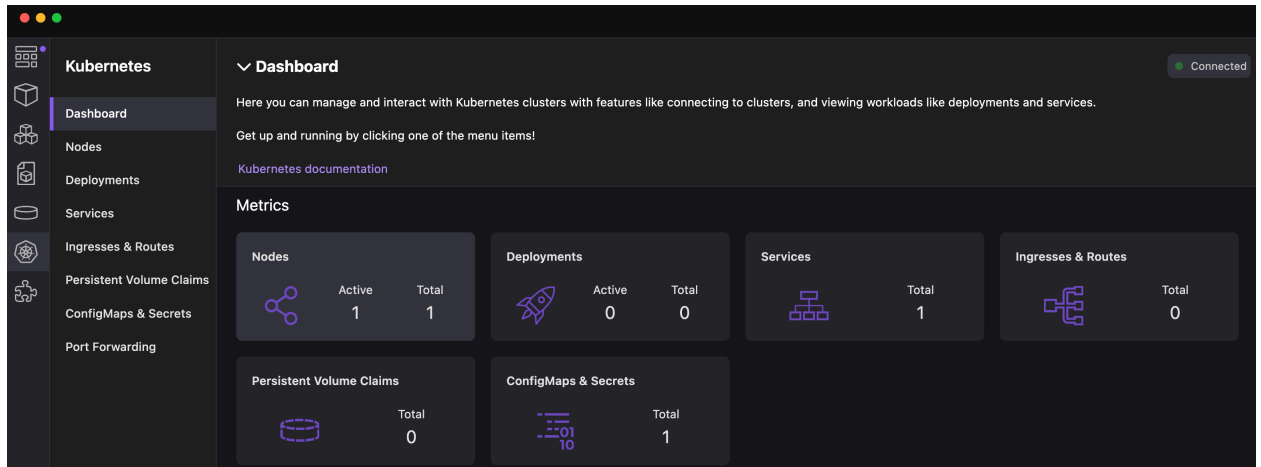 Kubernetes
Dashboard
Nodes
Deployments
Services
Ingresses & Routes
Persistent Volume Claims
ConfigMaps & Secrets
Port Forwarding
Dashboard
Connected
Here you can manage and interact with Kubernetes clusters with features like connecting to clusters, and viewing workloads like deployments and services.
Get up and running by clicking one of the menu items!
Kubernetes documentation
Metrics
Nodes
Active Total
1 1
Deployments
Active Total
0 0
Services
Total
1
Ingresses & Routes
Total
0
Persistent Volume Claims
Total
0
ConfigMaps & Secrets
01
10
Total
1